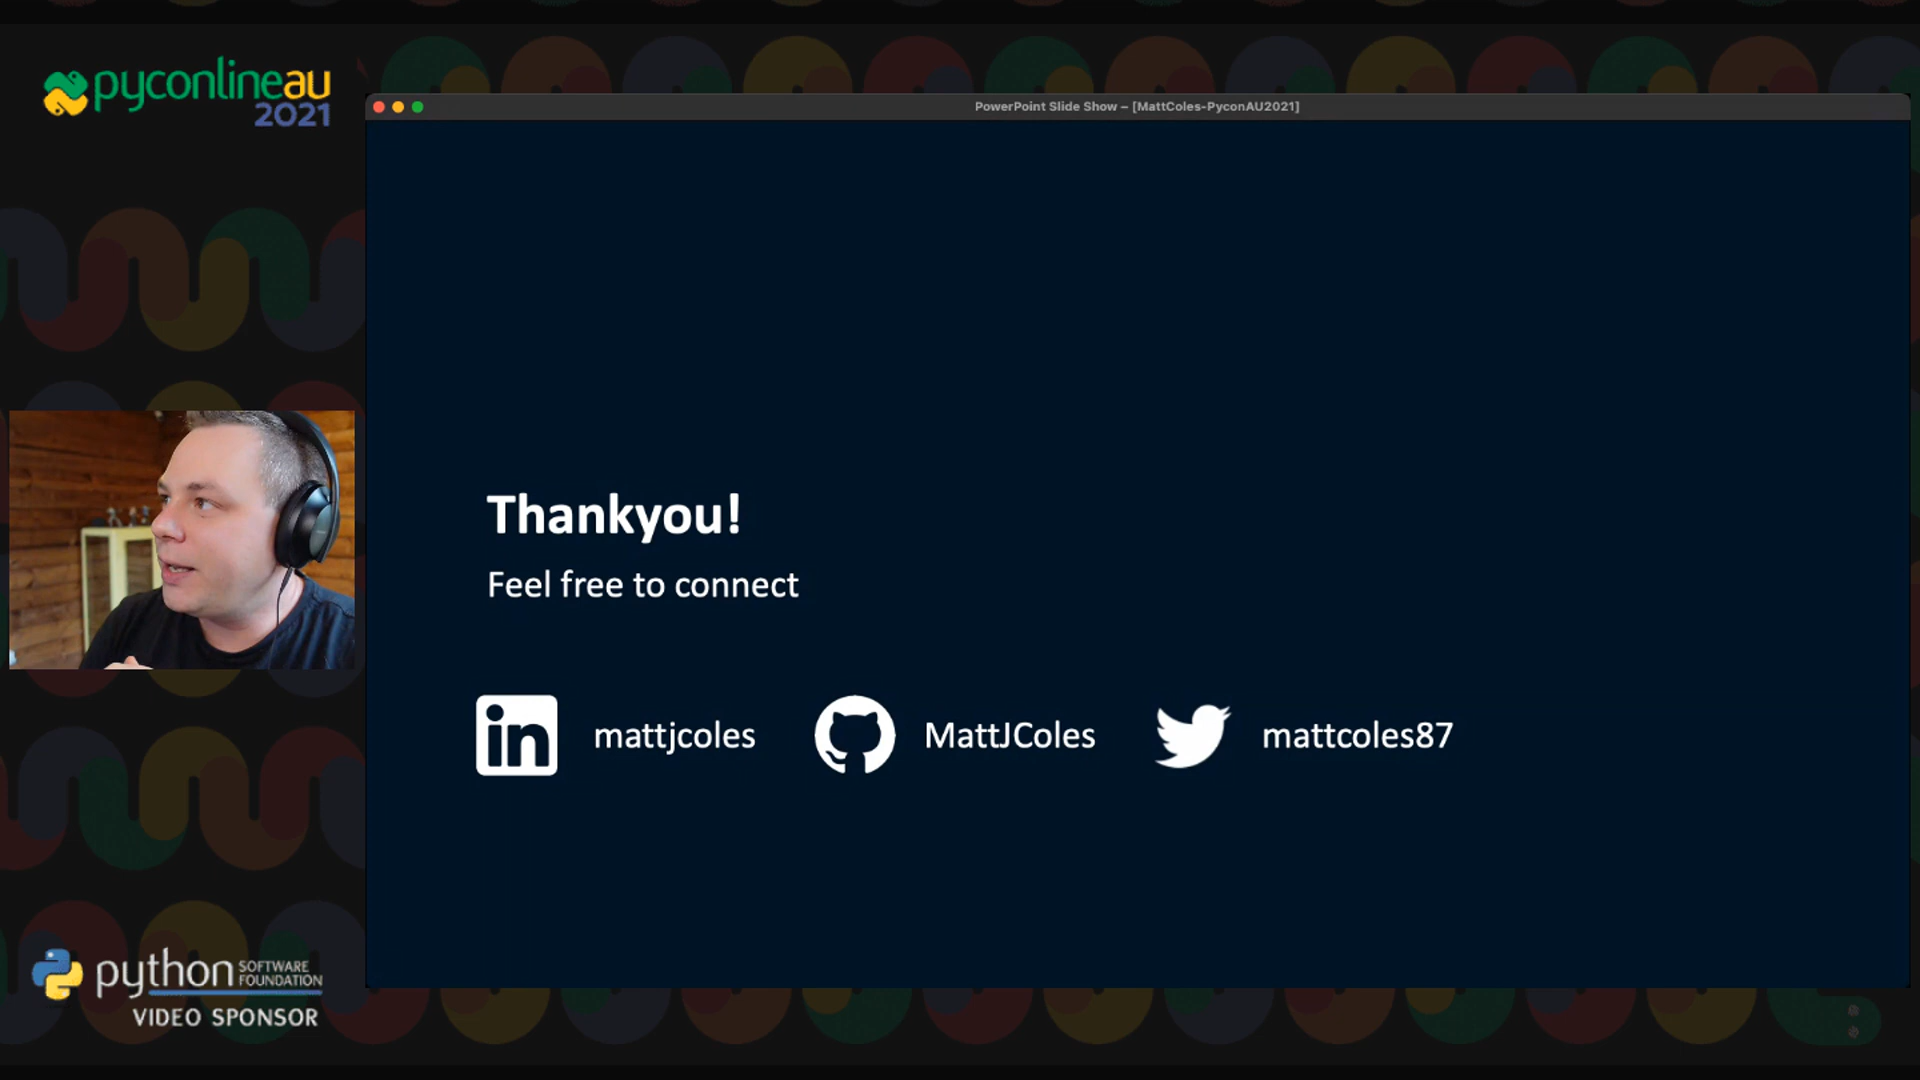 pyconlineau
2021
PowerPoint Slide Show – [MattColes-PyconAU2021]
Thankyou!
Feel free to connect
in mattjcoles MattJColes mattcoles87
python SOFTWARE FOUNDATION
VIDEO SPONSOR